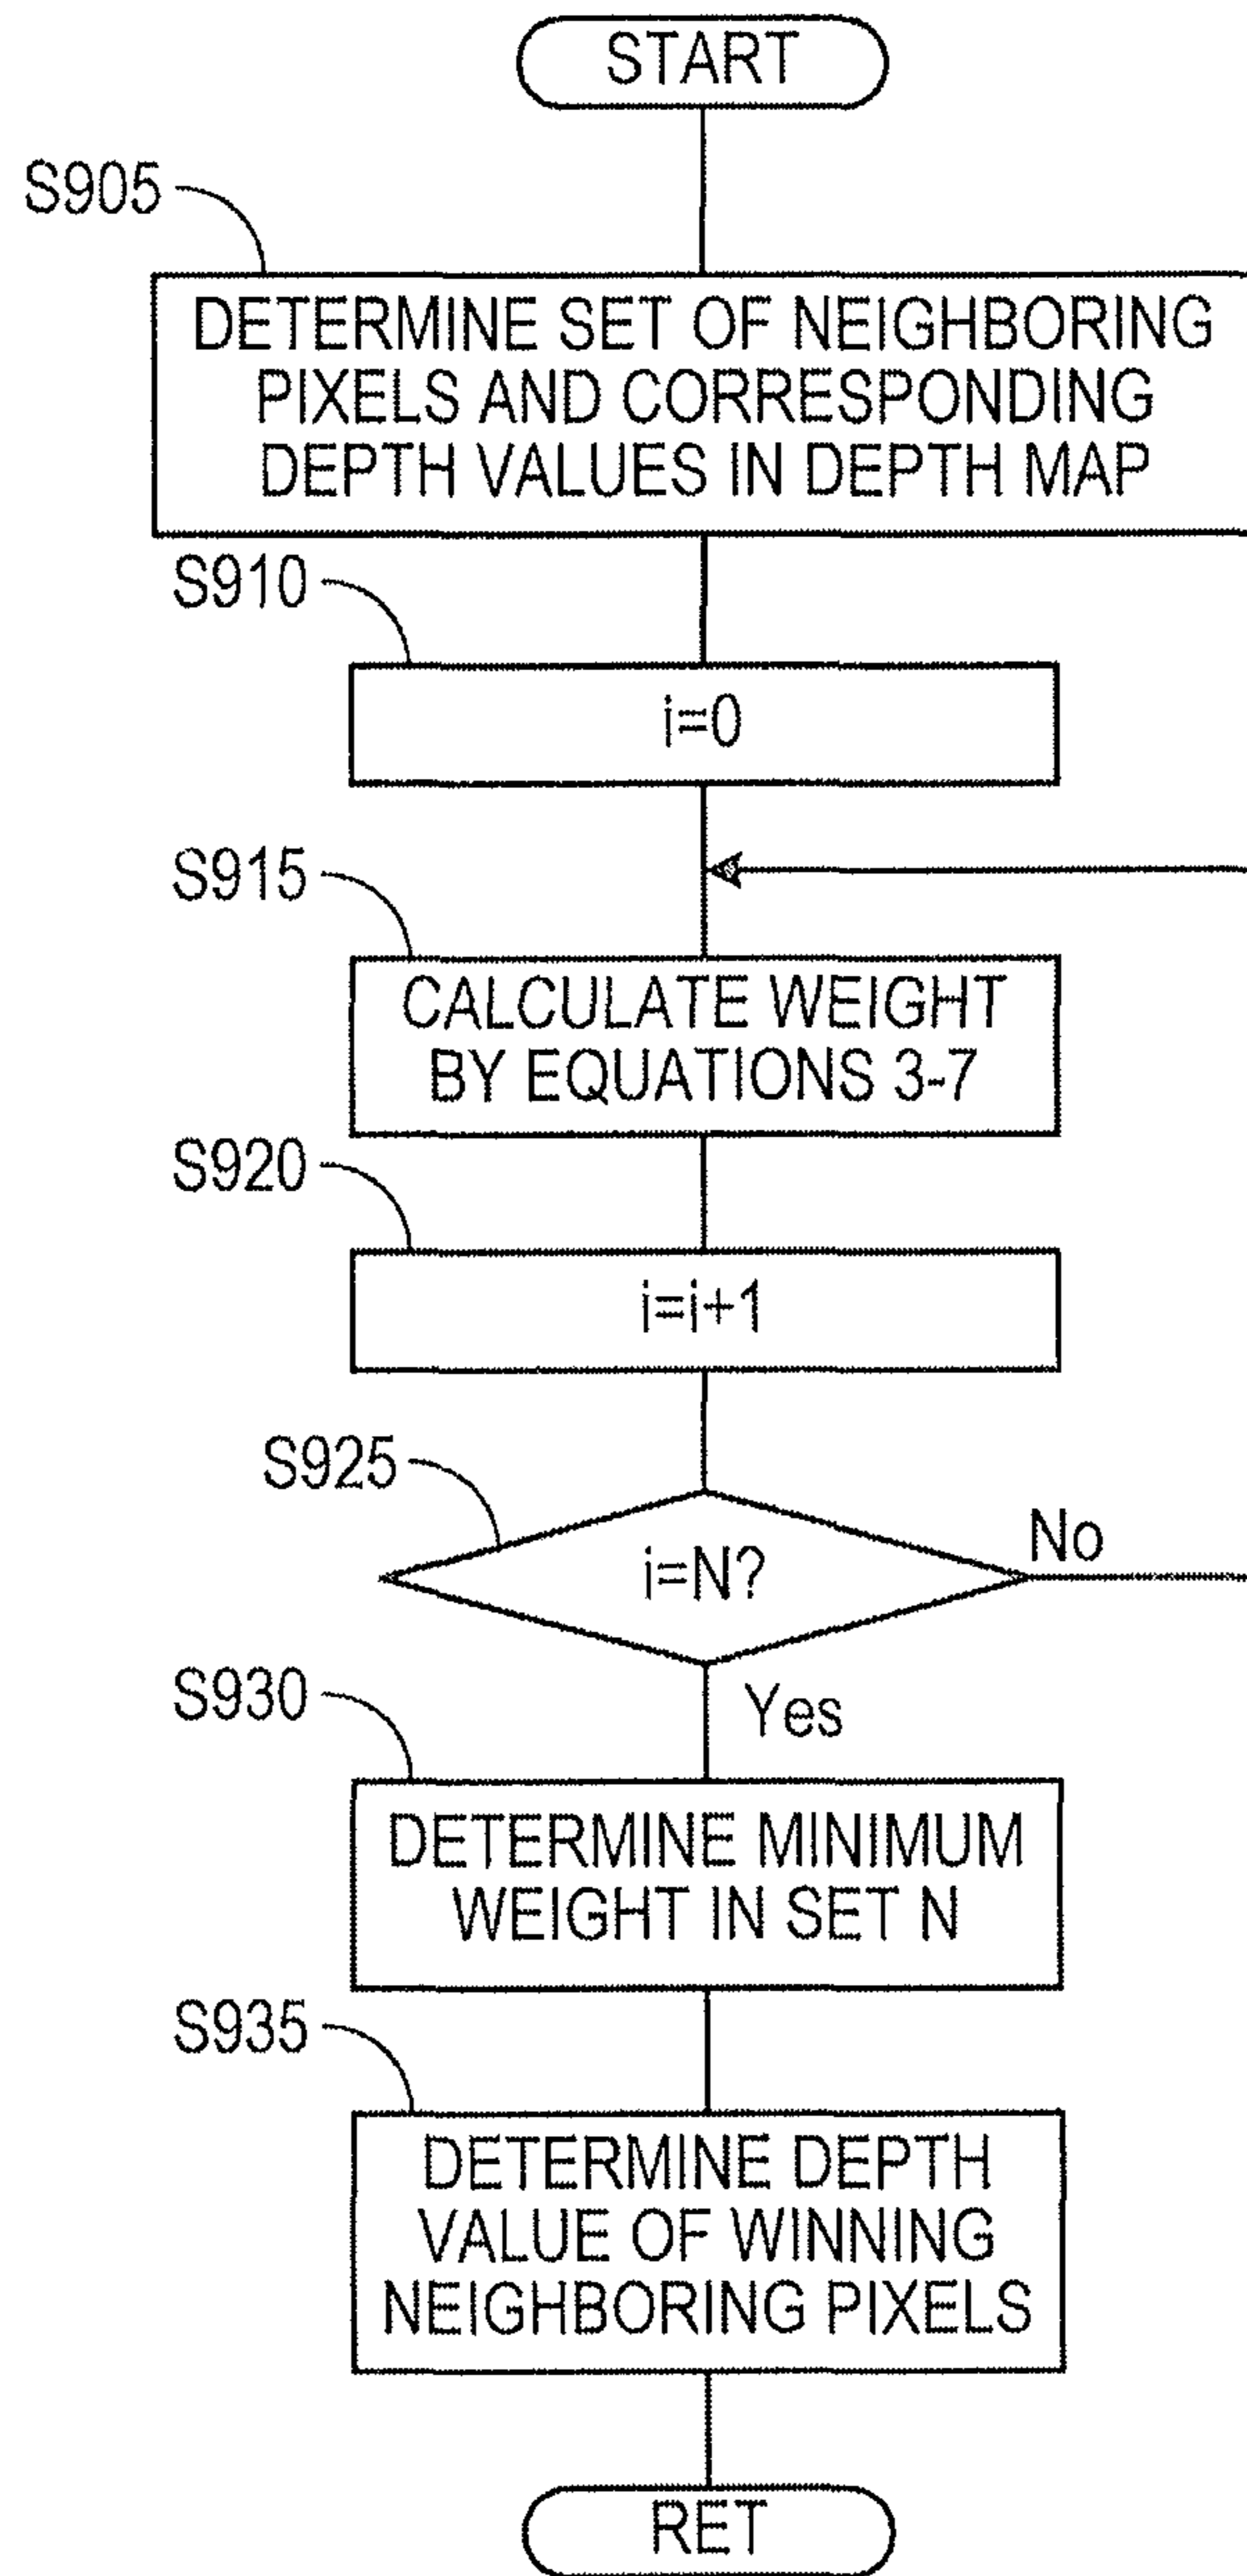 START
S905
DETERMINE SET OF NEIGHBORING
PIXELS AND CORRESPONDING
DEPTH VALUES IN DEPTH MAP
S910
i=0
S915
CALCULATE WEIGHT
BY EQUATIONS 3-7
S920
i=i+1
S925
i=N?
No
Yes
S930
DETERMINE MINIMUM
WEIGHT IN SET N
S935
DETERMINE DEPTH
VALUE OF WINNING
NEIGHBORING PIXELS
RET